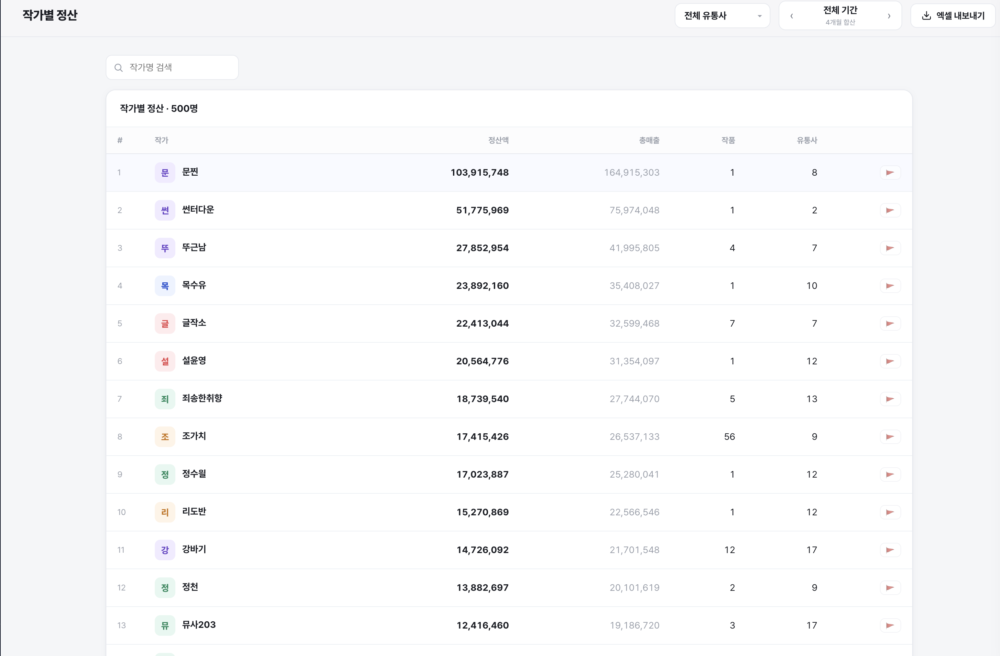 작가별 정산
전체 유통사
전체 기간
4개월 합산
엑셀 내보내기
작가명 검색
작가별 정산 · 500명
# 작가 정산액 총매출 작품 유통사
1 문 문찐 103,915,748 164,915,303 1 8
2 썬 썬터다운 51,775,969 75,974,048 1 2
3 뚜 뚜근남 27,852,954 41,995,805 4 7
4 목 목수유 23,892,160 35,408,027 1 10
5 글 글작소 22,413,044 32,599,468 7 7
6 설 설윤영 20,564,776 31,354,097 1 12
7 죄 죄송한취향 18,739,540 27,744,070 5 13
8 조 조가치 17,415,426 26,537,133 56 9
9 정 정수읠 17,023,887 25,280,041 1 12
10 리 리도반 15,270,869 22,566,546 1 12
11 강 강바기 14,726,092 21,701,548 12 17
12 정 정천 13,882,697 20,101,619 2 9
13 뮤 뮤사203 12,416,460 19,186,720 3 17